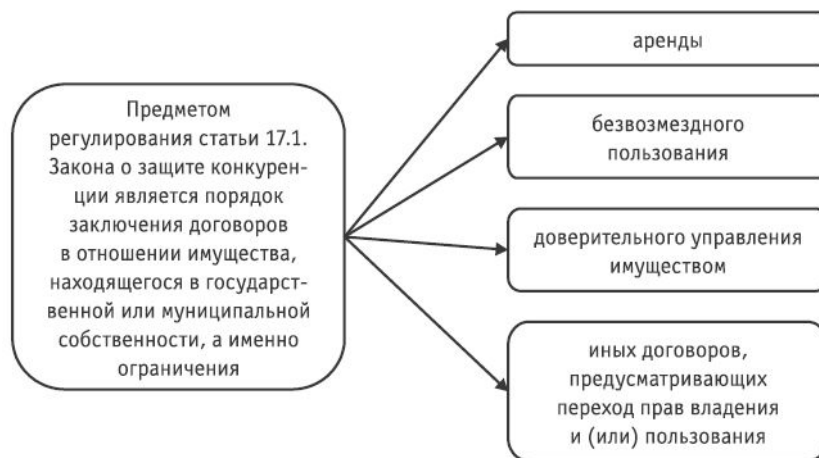 Предметом
регулирования статьи 17.1.
Закона о защите конкурен-
ции является порядок
заключения договоров
в отношении имущества,
находящегося в государст-
венной или муниципальной
собственности, а именно
ограничения
аренды
безвозмездного
пользования
доверительного управления
имуществом
иных договоров,
предусматривающих
переход прав владения
и (или) пользования